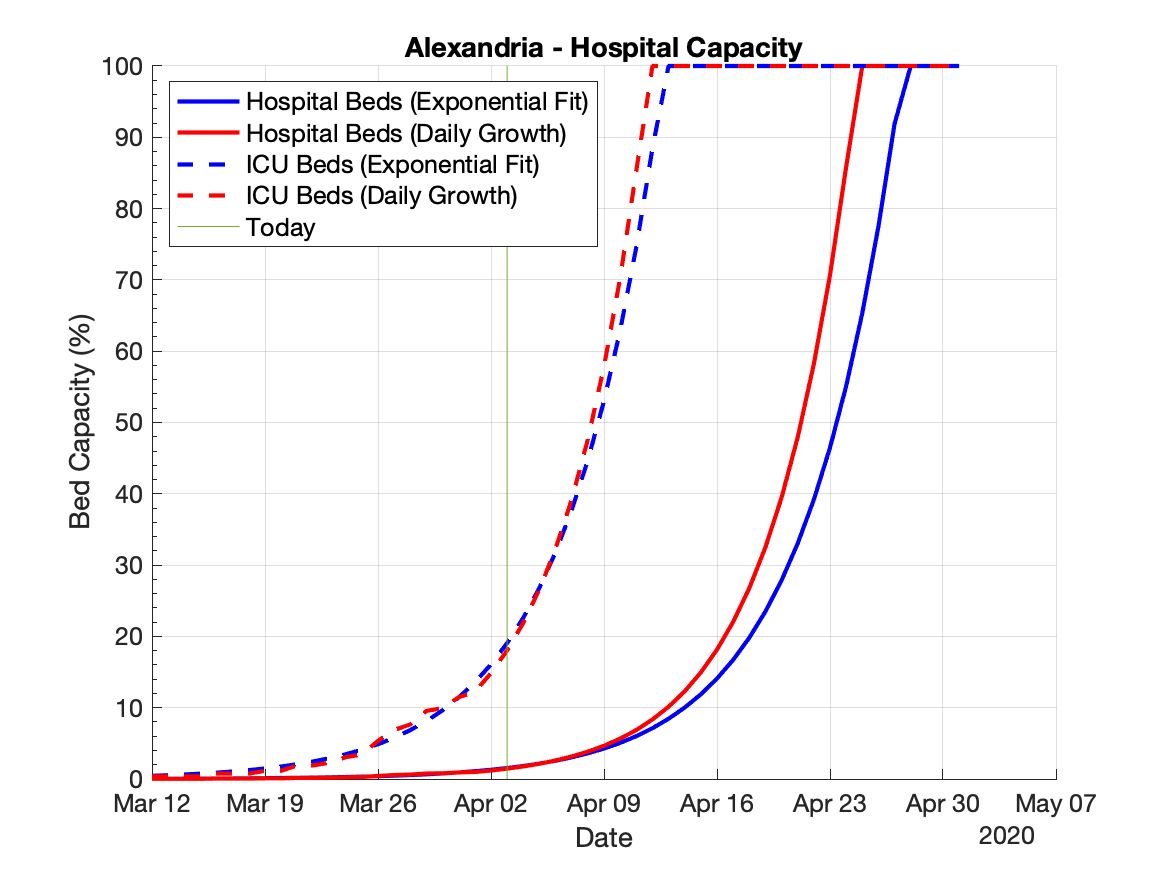 Alexandria - Hospital Capacity
Hospital Beds (Exponential Fit)
Hospital Beds (Daily Growth)
ICU Beds (Exponential Fit)
ICU Beds (Daily Growth)
Today
Bed Capacity (%)
100
90
80
70
60
50
40
30
20
10
0
Mar 12 Mar 19 Mar 26 Apr 02 Apr 09 Apr 16 Apr 23 Apr 30 May 07
Date
2020